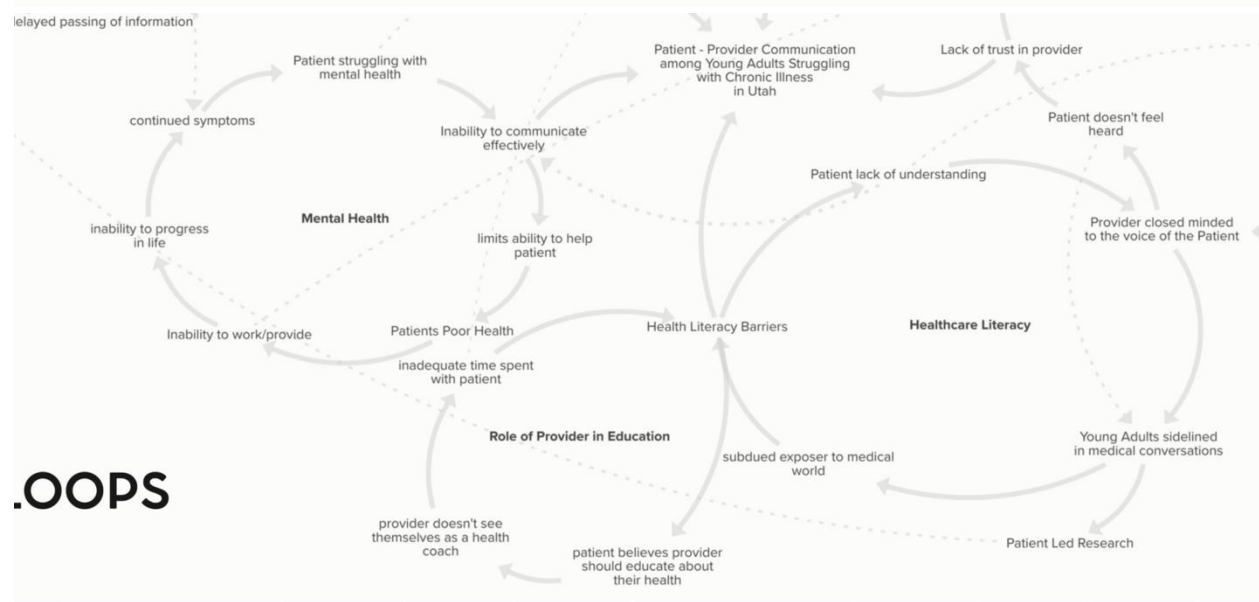 elayed passing of information
Patient struggling with
mental health
Patient - Provider Communication
among Young Adults Struggling
with Chronic Illness
in Utah
Lack of trust in provider
continued symptoms
Inability to communicate
effectively
Patient doesn't feel
heard
Patient lack of understanding
Mental Health
inability to progress
in life
limits ability to help
patient
Provider closed minded
to the voice of the Patient
Inability to work/provide
Patients Poor Health
Health Literacy Barriers
Healthcare Literacy
inadequate time spent
with patient
Role of Provider in Education
subdued exposer to medical
world
Young Adults sidelined
in medical conversations
OOPS
provider doesn't see
themselves as a health
coach
patient believes provider
should educate about
their health
Patient Led Research